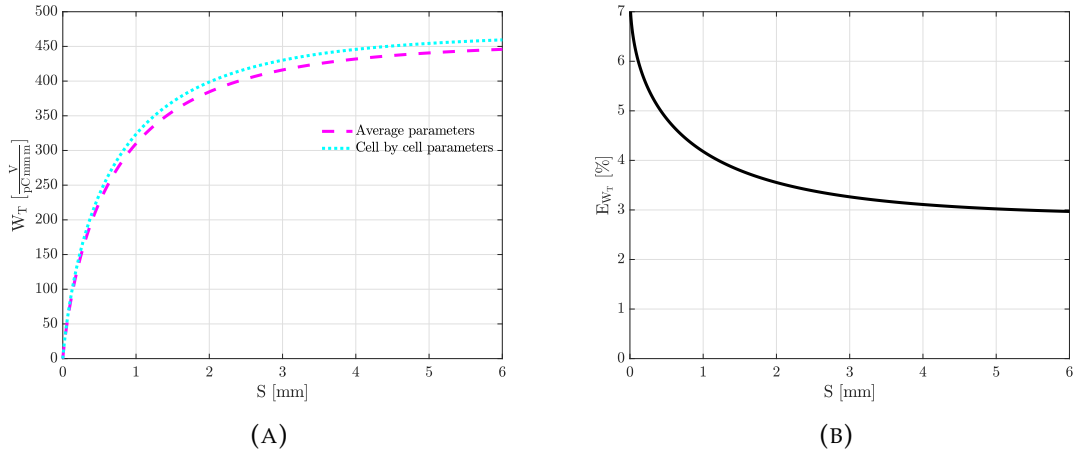 500
450
400
350
300
250
200
150
100
50
0
W_T [V / pC mm m]
Average parameters
Cell by cell parameters
0 1 2 3 4 5 6
S [mm]
(A)
7
6
5
4
3
2
1
0
E_{W_T} [%]
0 1 2 3 4 5 6
S [mm]
(B)